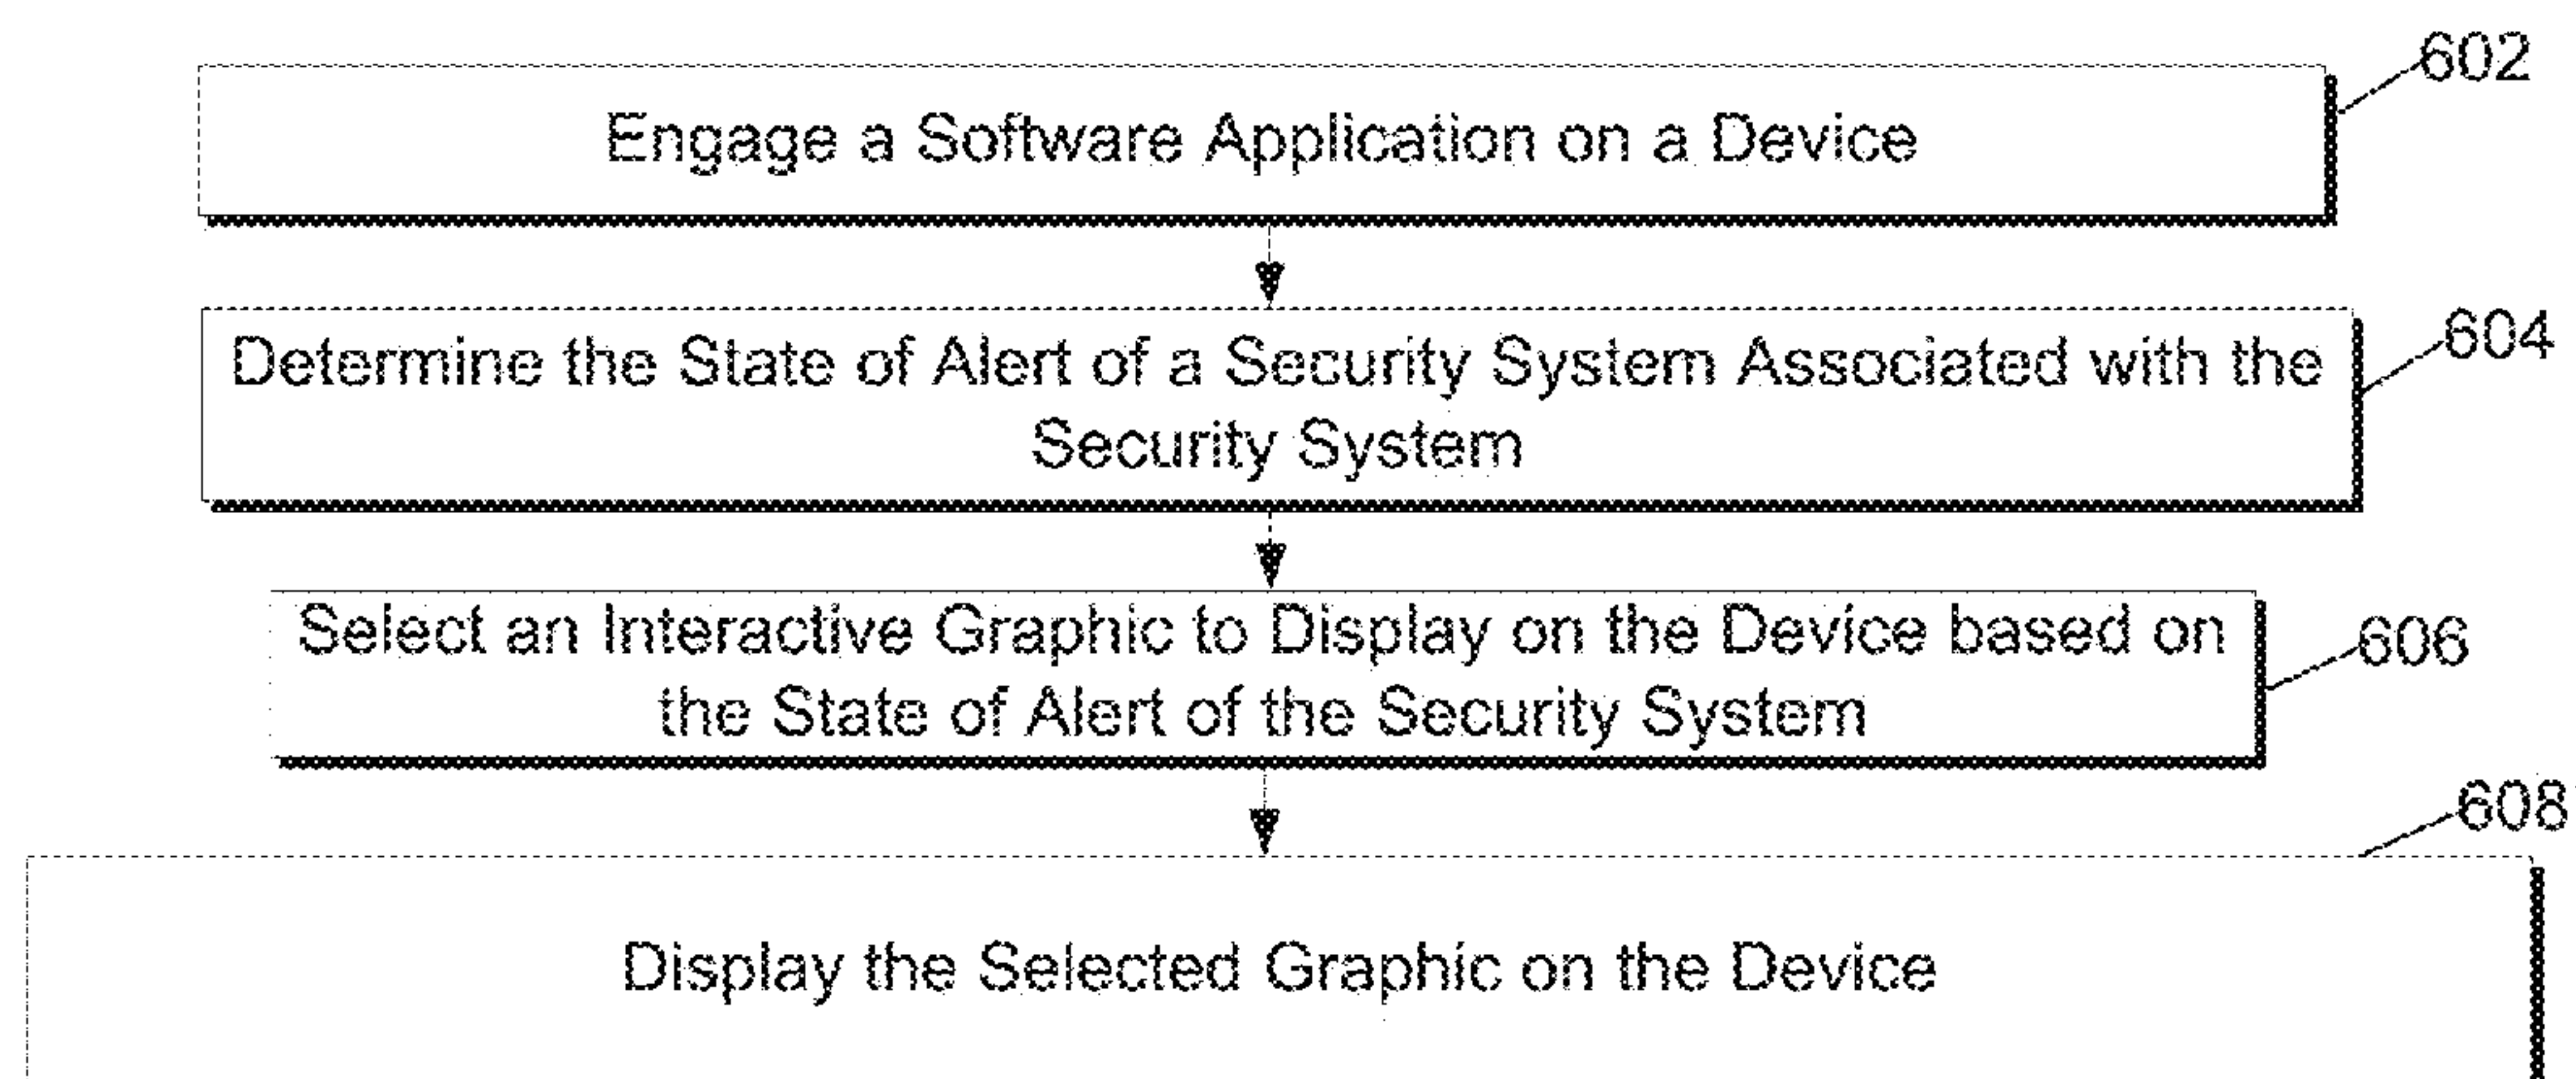 602
Engage a Software Application on a Device
604
Determine the State of Alert of a Security System Associated with the
Security System
606
Select an Interactive Graphic to Display on the Device based on
the State of Alert of the Security System
608
Display the Selected Graphic on the Device